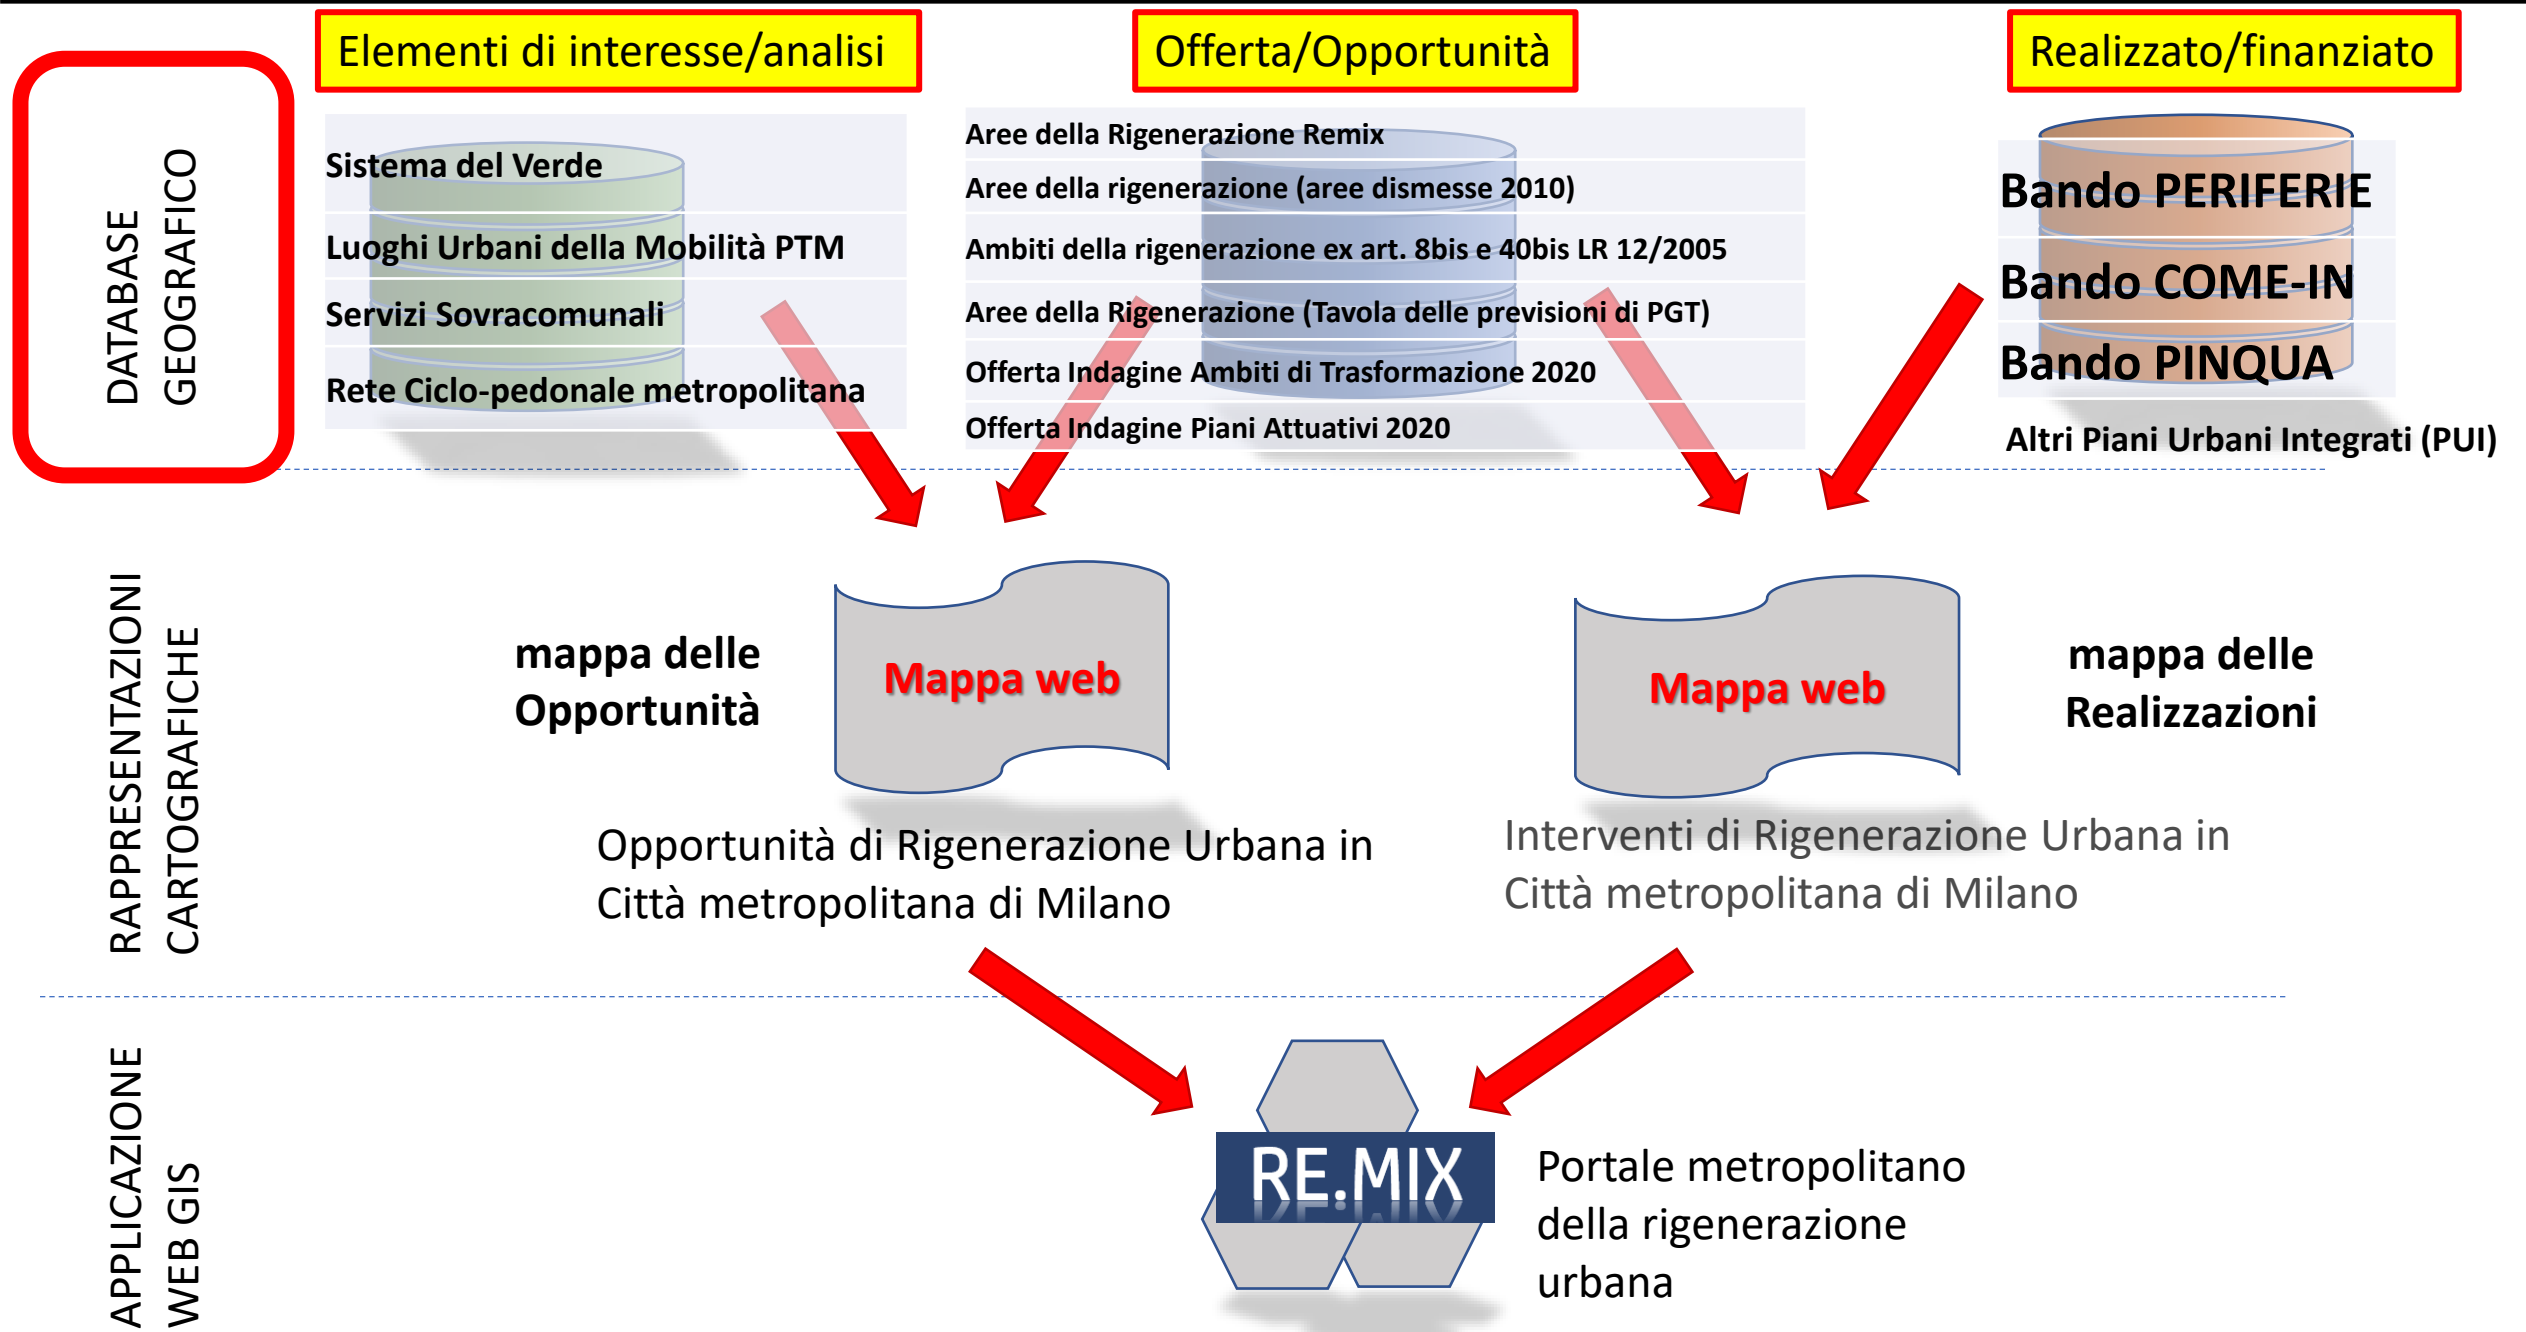 Elementi di interesse/analisi
Offerta/Opportunità
Realizzato/finanziato
DATABASE
GEOGRAFICO
Sistema del Verde
Luoghi Urbani della Mobilità PTM
Servizi Sovracomunali
Rete Ciclo-pedonale metropolitana
Aree della Rigenerazione Remix
Aree della rigenerazione (aree dismesse 2010)
Ambiti della rigenerazione ex art. 8bis e 40bis LR 12/2005
Aree della Rigenerazione (Tavola delle previsioni di PGT)
Offerta Indagine Ambiti di Trasformazione 2020
Offerta Indagine Piani Attuativi 2020
Bando PERIFERIE
Bando COME-IN
Bando PINQUA
Altri Piani Urbani Integrati (PUI)
RAPPRESENTAZIONI
CARTOGRAFICHE
mappa delle
Opportunità
Mappa web
Mappa web
mappa delle
Realizzazioni
Opportunità di Rigenerazione Urbana in
Città metropolitana di Milano
Interventi di Rigenerazione Urbana in
Città metropolitana di Milano
APPLICAZIONE
WEB GIS
RE.MIX
Portale metropolitano
della rigenerazione
urbana